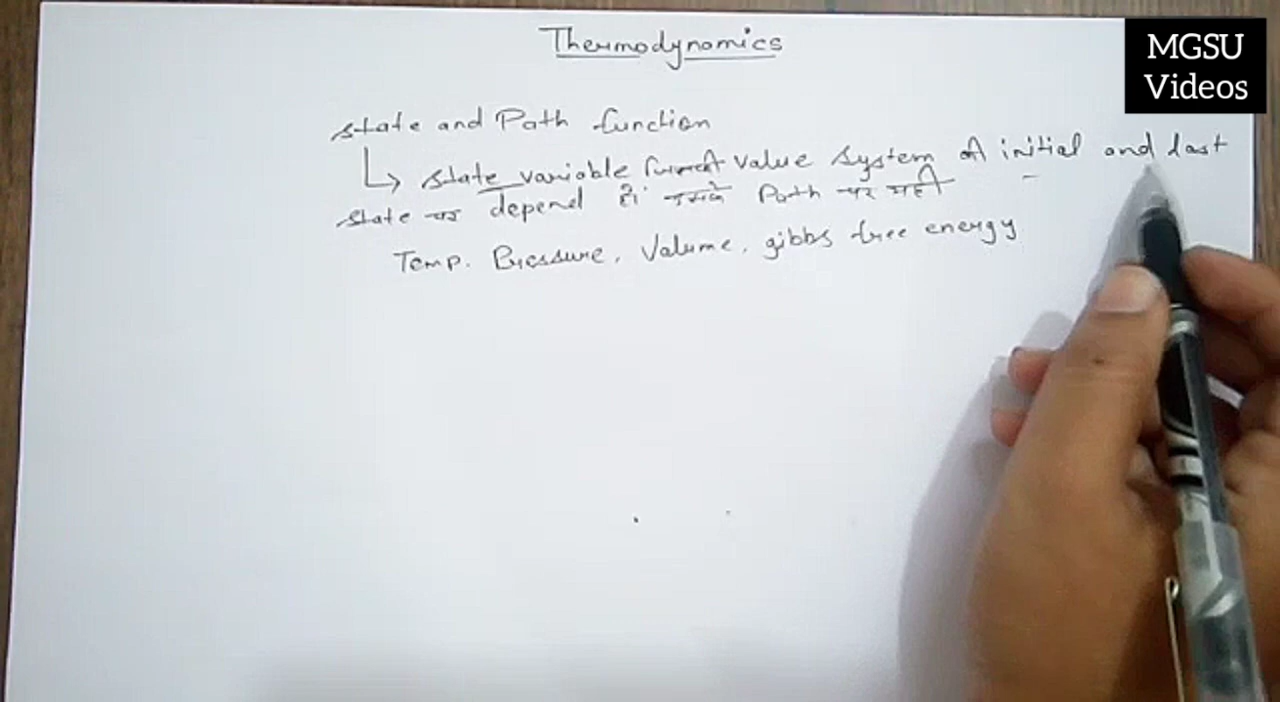 Thermodynamics
MGSU
Videos
State and Path function
↳ State variable जिनकी value system की initial and last
state पर depend हो उसके Path पर नहीं
Temp. Pressure, Volume, gibbs free energy